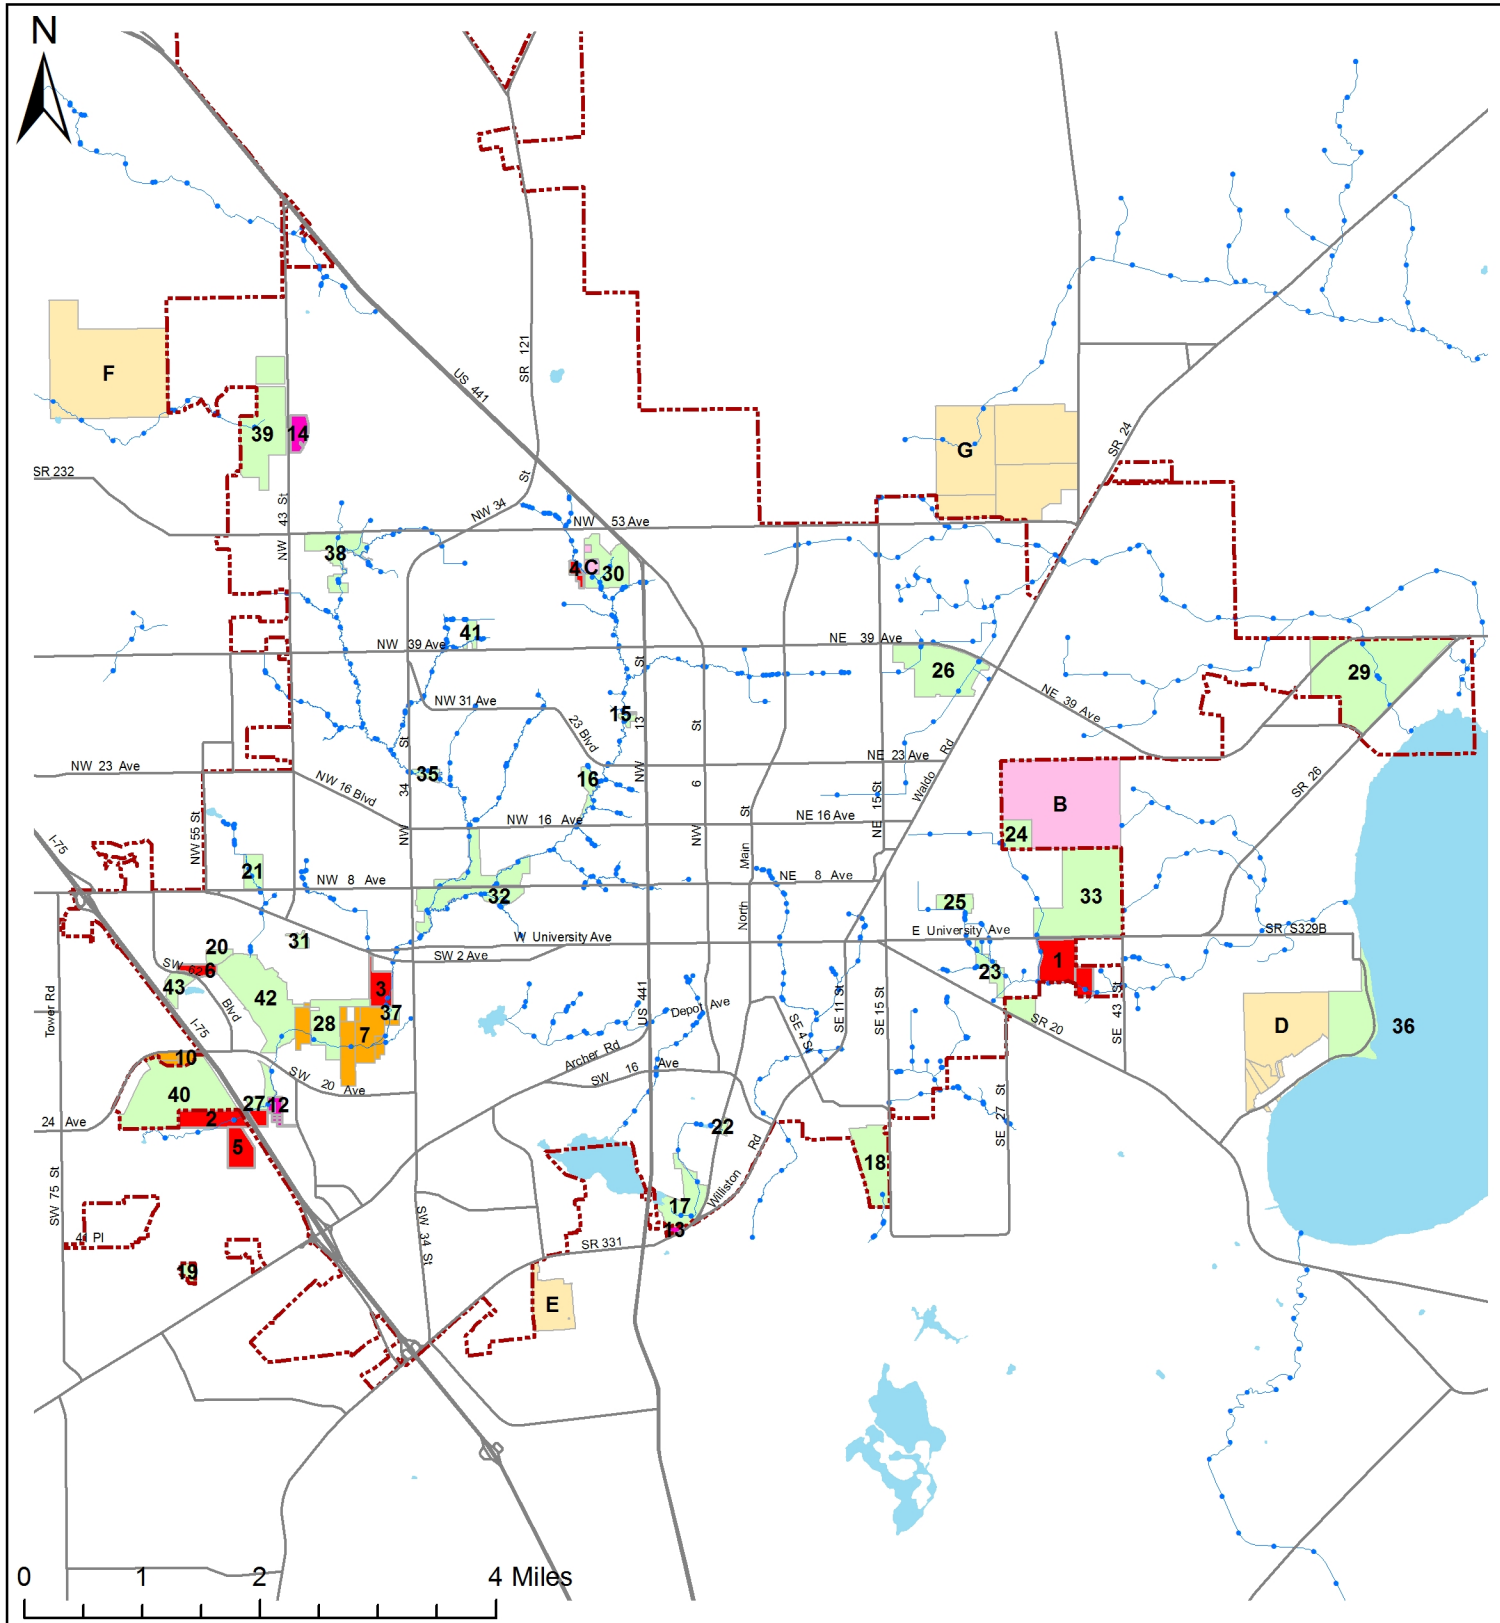 N
SR 121
US 441
F
SR 24
39
14
G
SR 232
NW 43 St
NW 34 St
NW 53 Ave
38
4
C
30
41
NW 39 Ave
NE 39 Ave
26
29
NW 31 Ave
NE 39 Ave
15
23 Blvd
NW 13 St
NW 6 St
NW 23 Ave
NE 23 Ave
Waldo Rd
35
16
NW 16 Blvd
NW 34 St
SR 26
B
NW 16 Ave
NE 16 Ave
NE 15 St
24
I-75
NW 55 St
North Main St
21
NW 8 Ave
NE 8 Ave
32
33
25
31
W University Ave
E University Ave
SR S329B
20
SW 2 Ave
SW 62 Blvd
6
43
3
23
1
42
37
28
7
Tower Rd
I-75
US 441
Depot Ave
SE 4 St
SE 11 St
SE 15 St
SR 20
SE 43 St
D
36
10
Archer Rd
SW 20 Ave
SW 16 Ave
40
27
12
24 Ave
2
22
SE 27 St
5
18
Williston Rd
SW 75 St
17
13
SW 34 St
SR 331
Pl
19
E
0 1 2 4 Miles